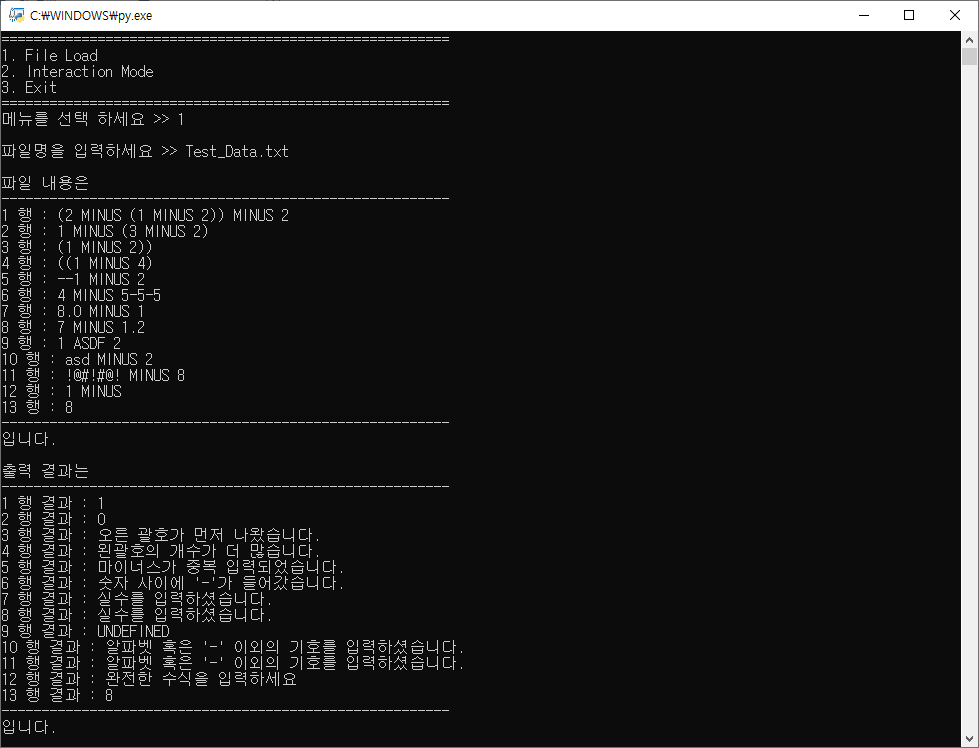 C:₩WINDOWS₩py.exe
========================================================
1. File Load
2. Interaction Mode
3. Exit
========================================================
메뉴를 선택 하세요 >> 1
파일명을 입력하세요 >> Test_Data.txt
파일 내용은
--------------------------------------------------------
1 행 : (2 MINUS (1 MINUS 2)) MINUS 2
2 행 : 1 MINUS (3 MINUS 2)
3 행 : (1 MINUS 2))
4 행 : ((1 MINUS 4)
5 행 : --1 MINUS 2
6 행 : 4 MINUS 5-5-5
7 행 : 8.0 MINUS 1
8 행 : 7 MINUS 1.2
9 행 : 1 ASDF 2
10 행 : asd MINUS 2
11 행 : !@#!#@! MINUS 8
12 행 : 1 MINUS
13 행 : 8
--------------------------------------------------------
입니다.
출력 결과는
--------------------------------------------------------
1 행 결과 : 1
2 행 결과 : 0
3 행 결과 : 오른 괄호가 먼저 나왔습니다.
4 행 결과 : 왼괄호의 개수가 더 많습니다.
5 행 결과 : 마이너스가 중복 입력되었습니다.
6 행 결과 : 숫자 사이에 '-'가 들어갔습니다.
7 행 결과 : 실수를 입력하셨습니다.
8 행 결과 : 실수를 입력하셨습니다.
9 행 결과 : UNDEFINED
10 행 결과 : 알파벳 혹은 '-' 이외의 기호를 입력하셨습니다.
11 행 결과 : 알파벳 혹은 '-' 이외의 기호를 입력하셨습니다.
12 행 결과 : 완전한 수식을 입력하세요
13 행 결과 : 8
--------------------------------------------------------
입니다.